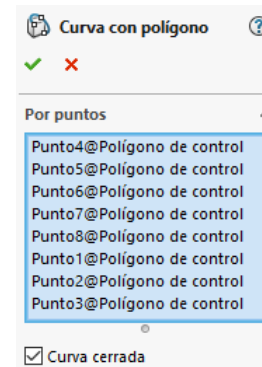 Curva con polígono
Por puntos
Punto4@Polígono de control
Punto5@Polígono de control
Punto6@Polígono de control
Punto7@Polígono de control
Punto8@Polígono de control
Punto1@Polígono de control
Punto2@Polígono de control
Punto3@Polígono de control
Curva cerrada